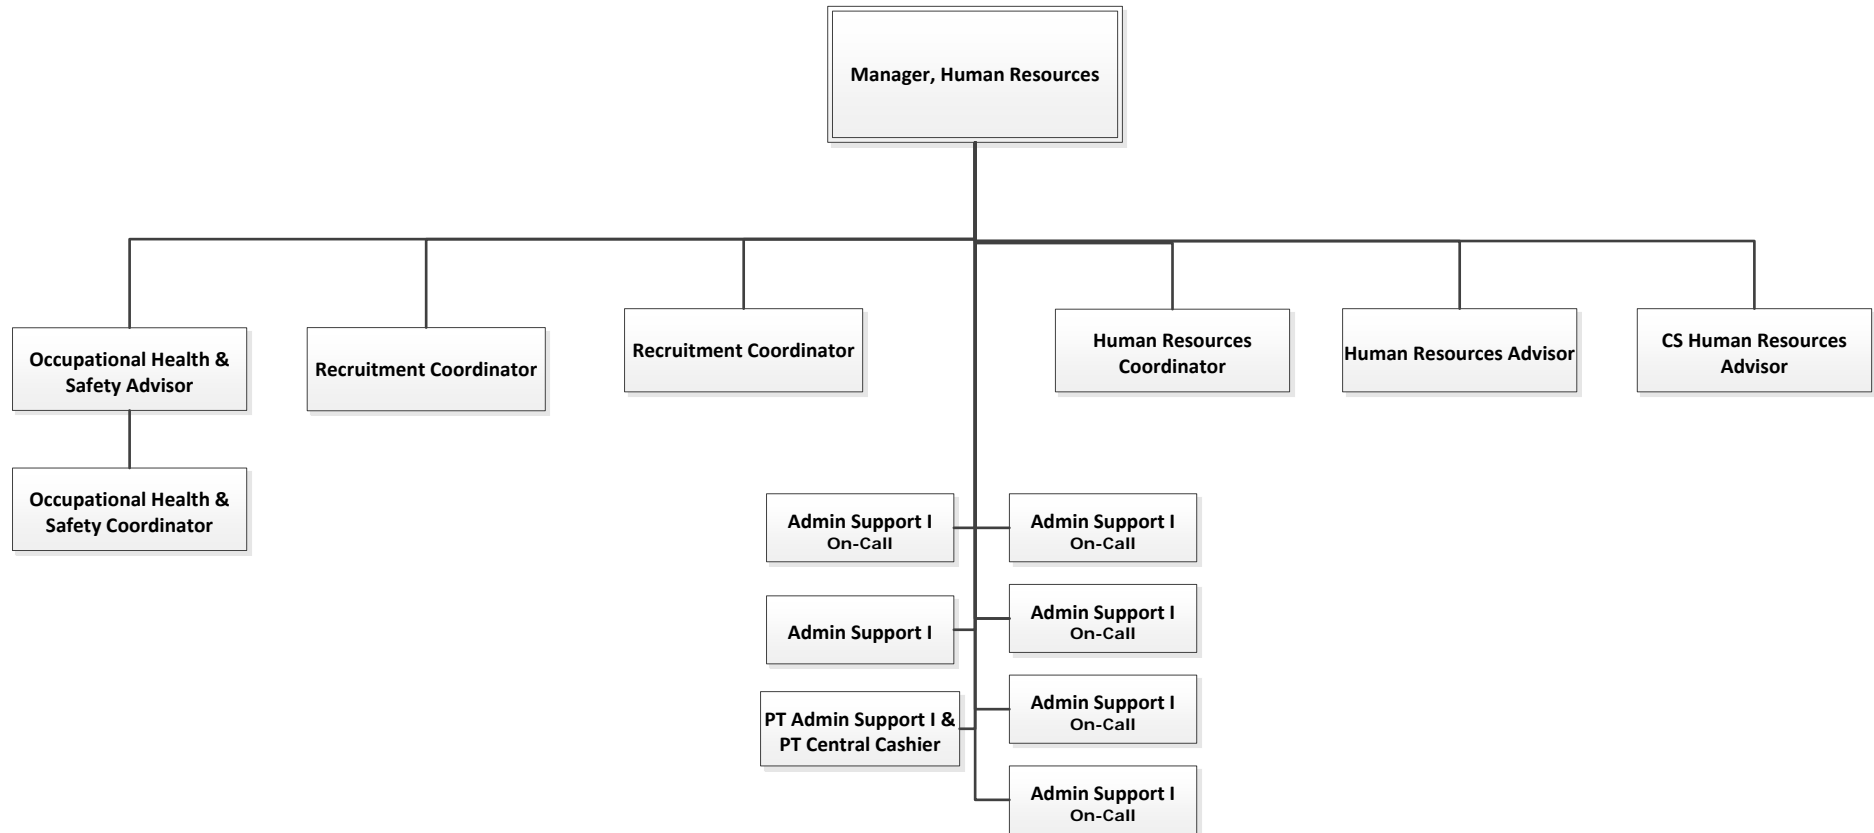 Manager, Human Resources
Occupational Health &
Safety Advisor
Recruitment Coordinator
Recruitment Coordinator
Human Resources
Coordinator
Human Resources Advisor
CS Human Resources
Advisor
Occupational Health &
Safety Coordinator
Admin Support I
On-Call
Admin Support I
On-Call
Admin Support I
Admin Support I
On-Call
PT Admin Support I &
PT Central Cashier
Admin Support I
On-Call
Admin Support I
On-Call